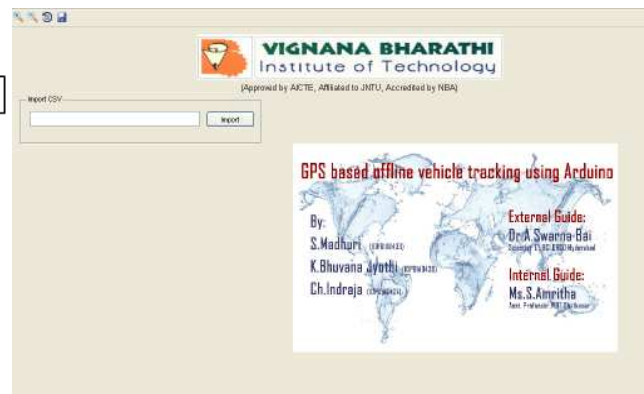 VIGNANA BHARATHI
Institute of Technology
(Approved by AICTE, Affiliated to JNTU, Accredited by NBA)
Import CSV
Import
GPS based offline vehicle tracking using Arduino
By:
S.Madhuri
K.Bhuvana Jyothi
Ch.Indraja
External Guide:
Dr.A.Swarna Bai
Internal Guide:
Ms.S.Amritha